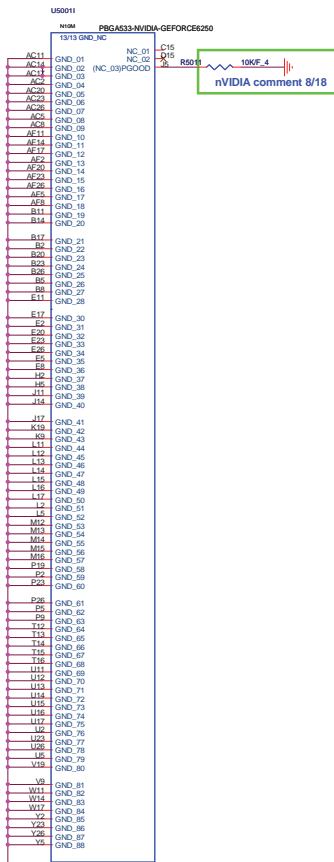 U5001I
N10M PBGA533-NVIDIA-GEFORCE6250
13/13 GND_NC
NC_01 C15
NC_02 D15
(NC_03)PGOOD J5 R5011 10K/F_4
nVIDIA comment 8/18
AC11 GND_01
AC14 GND_02
AC17 GND_03
AC2 GND_04
AC20 GND_05
AC23 GND_06
AC26 GND_07
AC5 GND_08
AC8 GND_09
AF11 GND_10
AF14 GND_11
AF17 GND_12
AF2 GND_13
AF20 GND_14
AF23 GND_15
AF26 GND_16
AF5 GND_17
AF8 GND_18
B11 GND_19
B14 GND_20
B17 GND_21
B2 GND_22
B20 GND_23
B23 GND_24
B26 GND_25
B5 GND_26
B8 GND_27
E11 GND_28
E17 GND_30
E2 GND_31
E20 GND_32
E23 GND_33
E26 GND_34
E5 GND_35
E8 GND_36
H2 GND_37
H5 GND_38
J11 GND_39
J14 GND_40
J17 GND_41
K19 GND_42
K9 GND_43
L11 GND_44
L12 GND_45
L13 GND_46
L14 GND_47
L15 GND_48
L16 GND_49
L17 GND_50
L2 GND_51
L5 GND_52
M12 GND_53
M13 GND_54
M14 GND_55
M15 GND_56
M16 GND_57
P19 GND_58
P2 GND_59
P23 GND_60
P26 GND_61
P5 GND_62
P9 GND_63
T12 GND_64
T13 GND_65
T14 GND_66
T15 GND_67
T16 GND_68
U11 GND_69
U12 GND_70
U13 GND_71
U14 GND_72
U15 GND_73
U16 GND_74
U17 GND_75
U2 GND_76
U23 GND_77
U26 GND_78
U5 GND_79
V19 GND_80
V9 GND_81
W11 GND_82
W14 GND_83
W17 GND_84
Y2 GND_85
Y23 GND_86
Y26 GND_87
Y5 GND_88